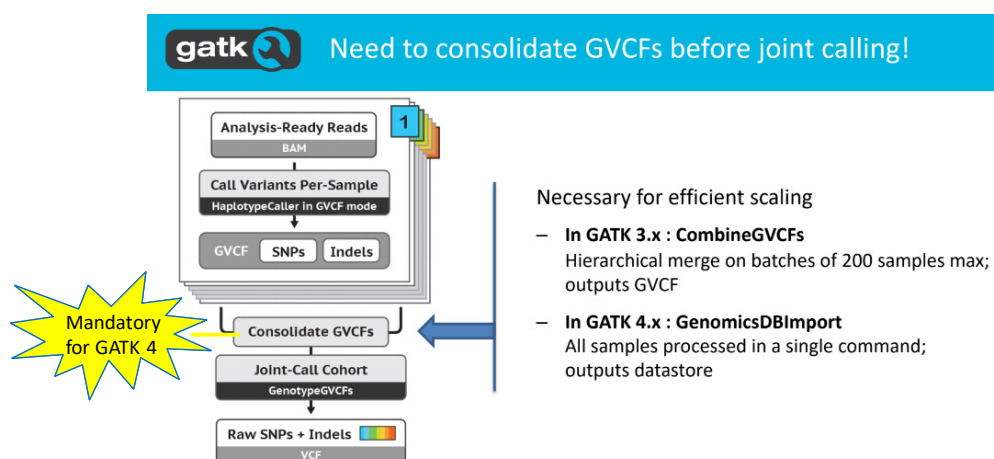 gatk
Need to consolidate GVCFs before joint calling!
1
Analysis-Ready Reads
BAM
Call Variants Per-Sample
HaplotypeCaller in GVCF mode
GVCF
SNPs
Indels
Mandatory
for GATK 4
Consolidate GVCFs
Joint-Call Cohort
GenotypeGVCFs
Raw SNPs + Indels
VCF
Necessary for efficient scaling
– In GATK 3.x : CombineGVCFs
Hierarchical merge on batches of 200 samples max;
outputs GVCF
– In GATK 4.x : GenomicsDBImport
All samples processed in a single command;
outputs datastore